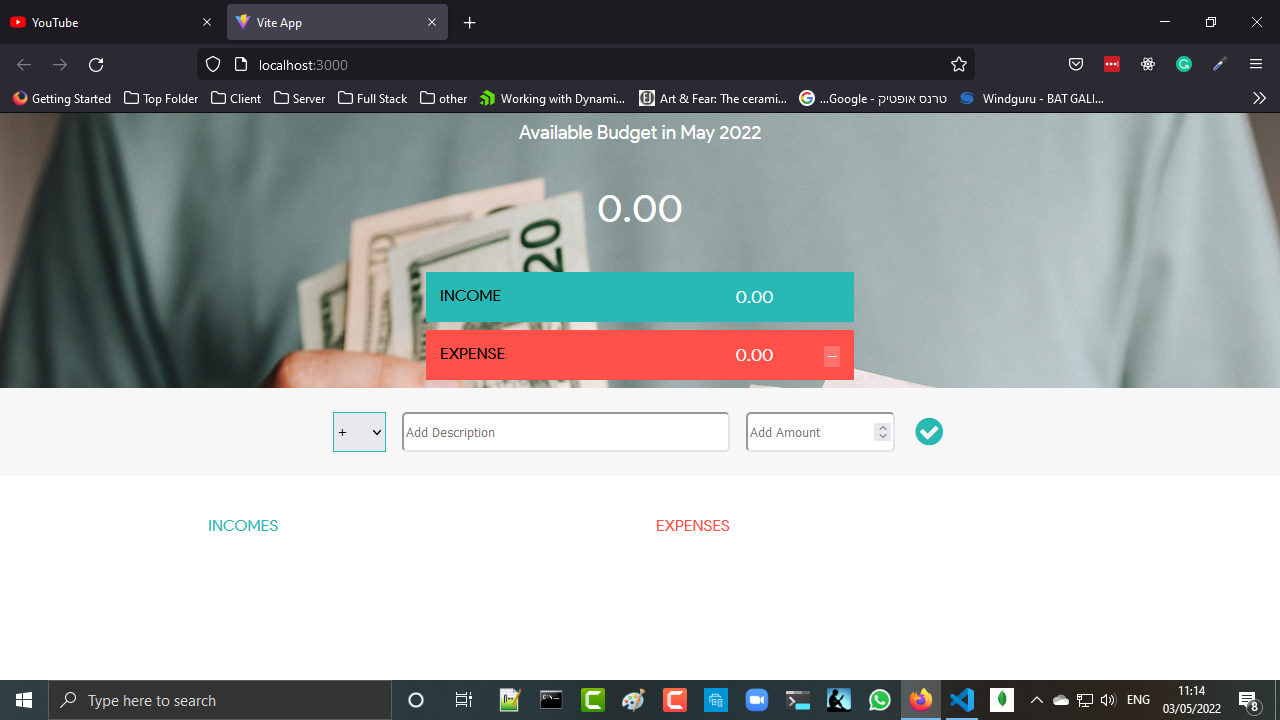 YouTube
Vite App
localhost:3000
Getting Started
Top Folder
Client
Server
Full Stack
other
Working with Dynami...
Art & Fear: The cerami...
...Google - טרנס אופטיק
Windguru - BAT GALI...
Available Budget in May 2022
20
0.00
INCOME 0.00
EXPENSE 0.00 –
+ Add Description Add Amount
INCOMES EXPENSES
Type here to search
ENG
11:14
03/05/2022
8